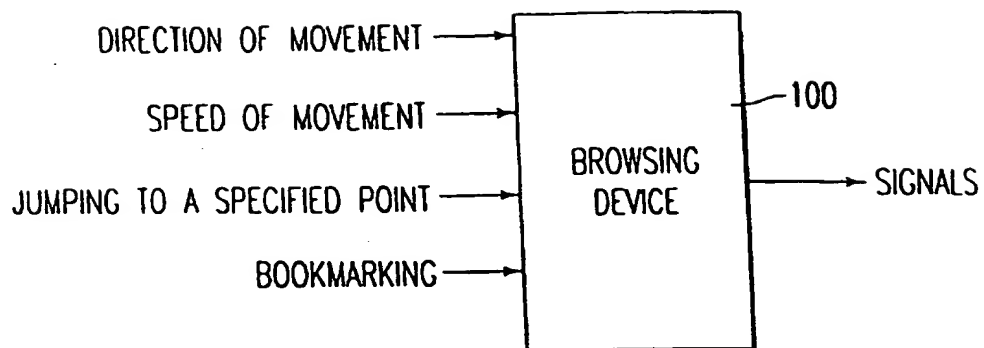 DIRECTION OF MOVEMENT
SPEED OF MOVEMENT
JUMPING TO A SPECIFIED POINT
BOOKMARKING
BROWSING
DEVICE
100
SIGNALS